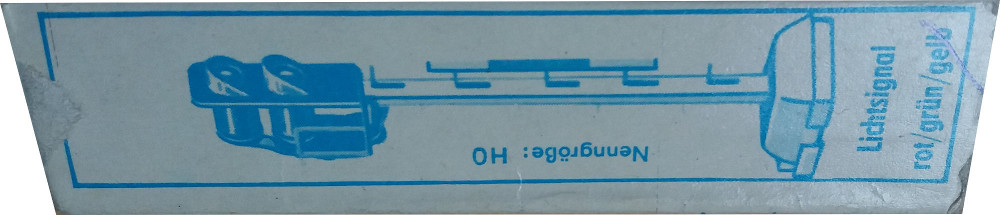 Lichtsignal
rot/grün/gelb
Nenngröße: H0